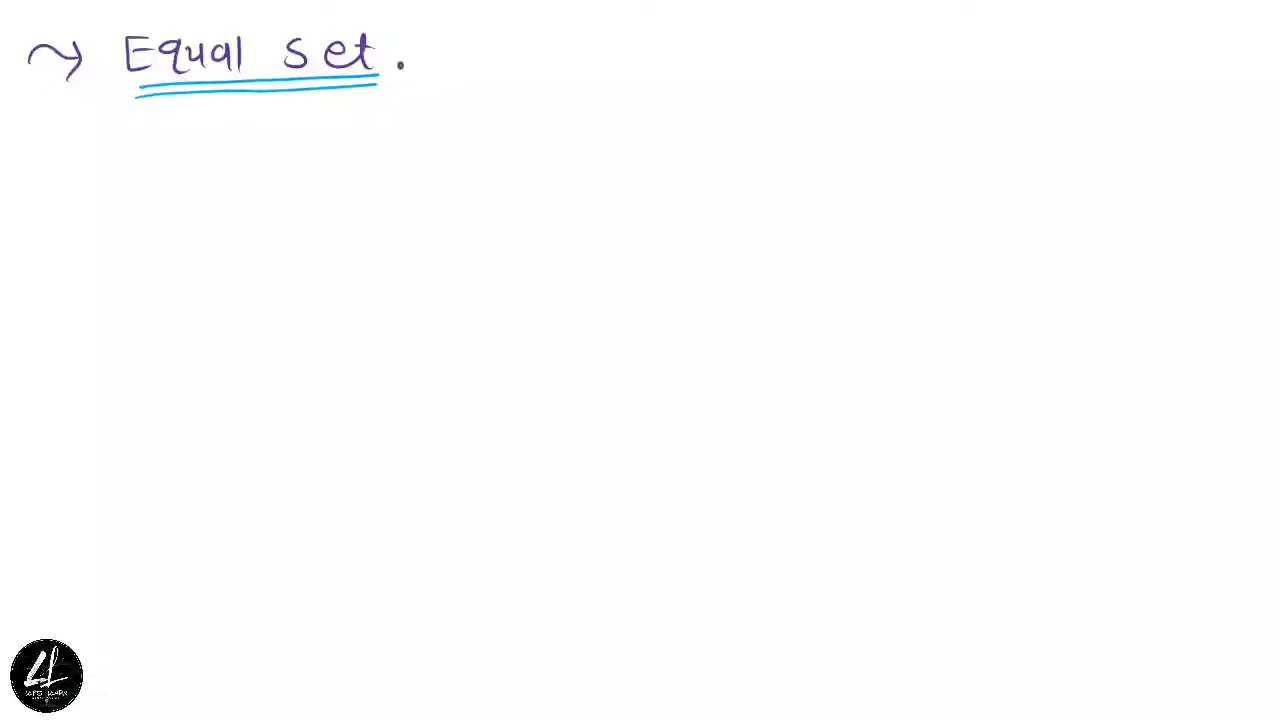 → Equal set.